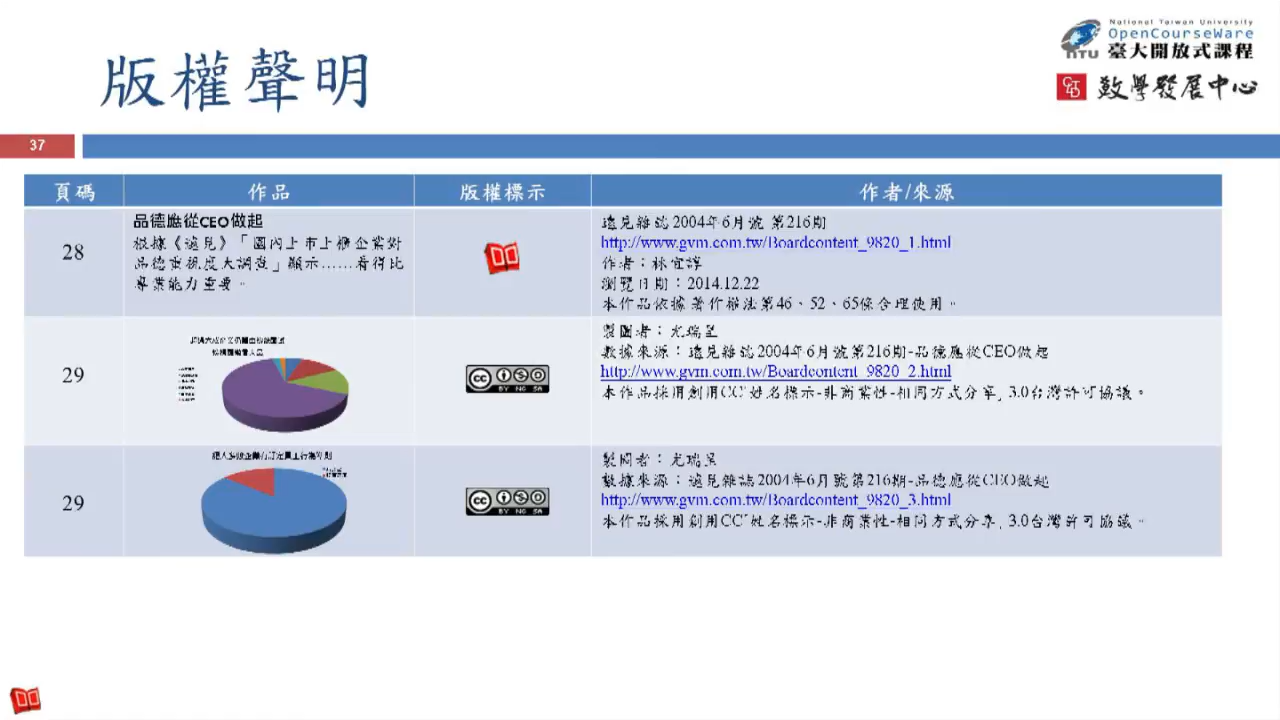 版權聲明
National Taiwan University
OpenCourseWare
NTU 臺大開放式課程
CTLD 教學發展中心
37
頁碼 作品 版權標示 作者/來源
28
品德應從CEO做起
根據《遠見》「國內上市上櫃企業對
品德重視度大調查」顯示……看得比
專業能力重要。
遠見雜誌2004年6月號 第216期
http://www.gvm.com.tw/Boardcontent_9820_1.html
作者：林宜諄
瀏覽日期：2014.12.22
本作品依據著作權法第46、52、65條合理使用。
29
cc BY NC SA
製圖者：尤瑞呈
數據來源：遠見雜誌2004年6月號第216期-品德應從CEO做起
http://www.gvm.com.tw/Boardcontent_9820_2.html
本作品採用創用CC「姓名標示-非商業性-相同方式分享」3.0台灣許可協議。
29
cc BY NC SA
製圖者：尤瑞呈
數據來源：遠見雜誌2004年6月號第216期-品德應從CEO做起
http://www.gvm.com.tw/Boardcontent_9820_3.html
本作品採用創用CC「姓名標示-非商業性-相同方式分享」3.0台灣許可協議。